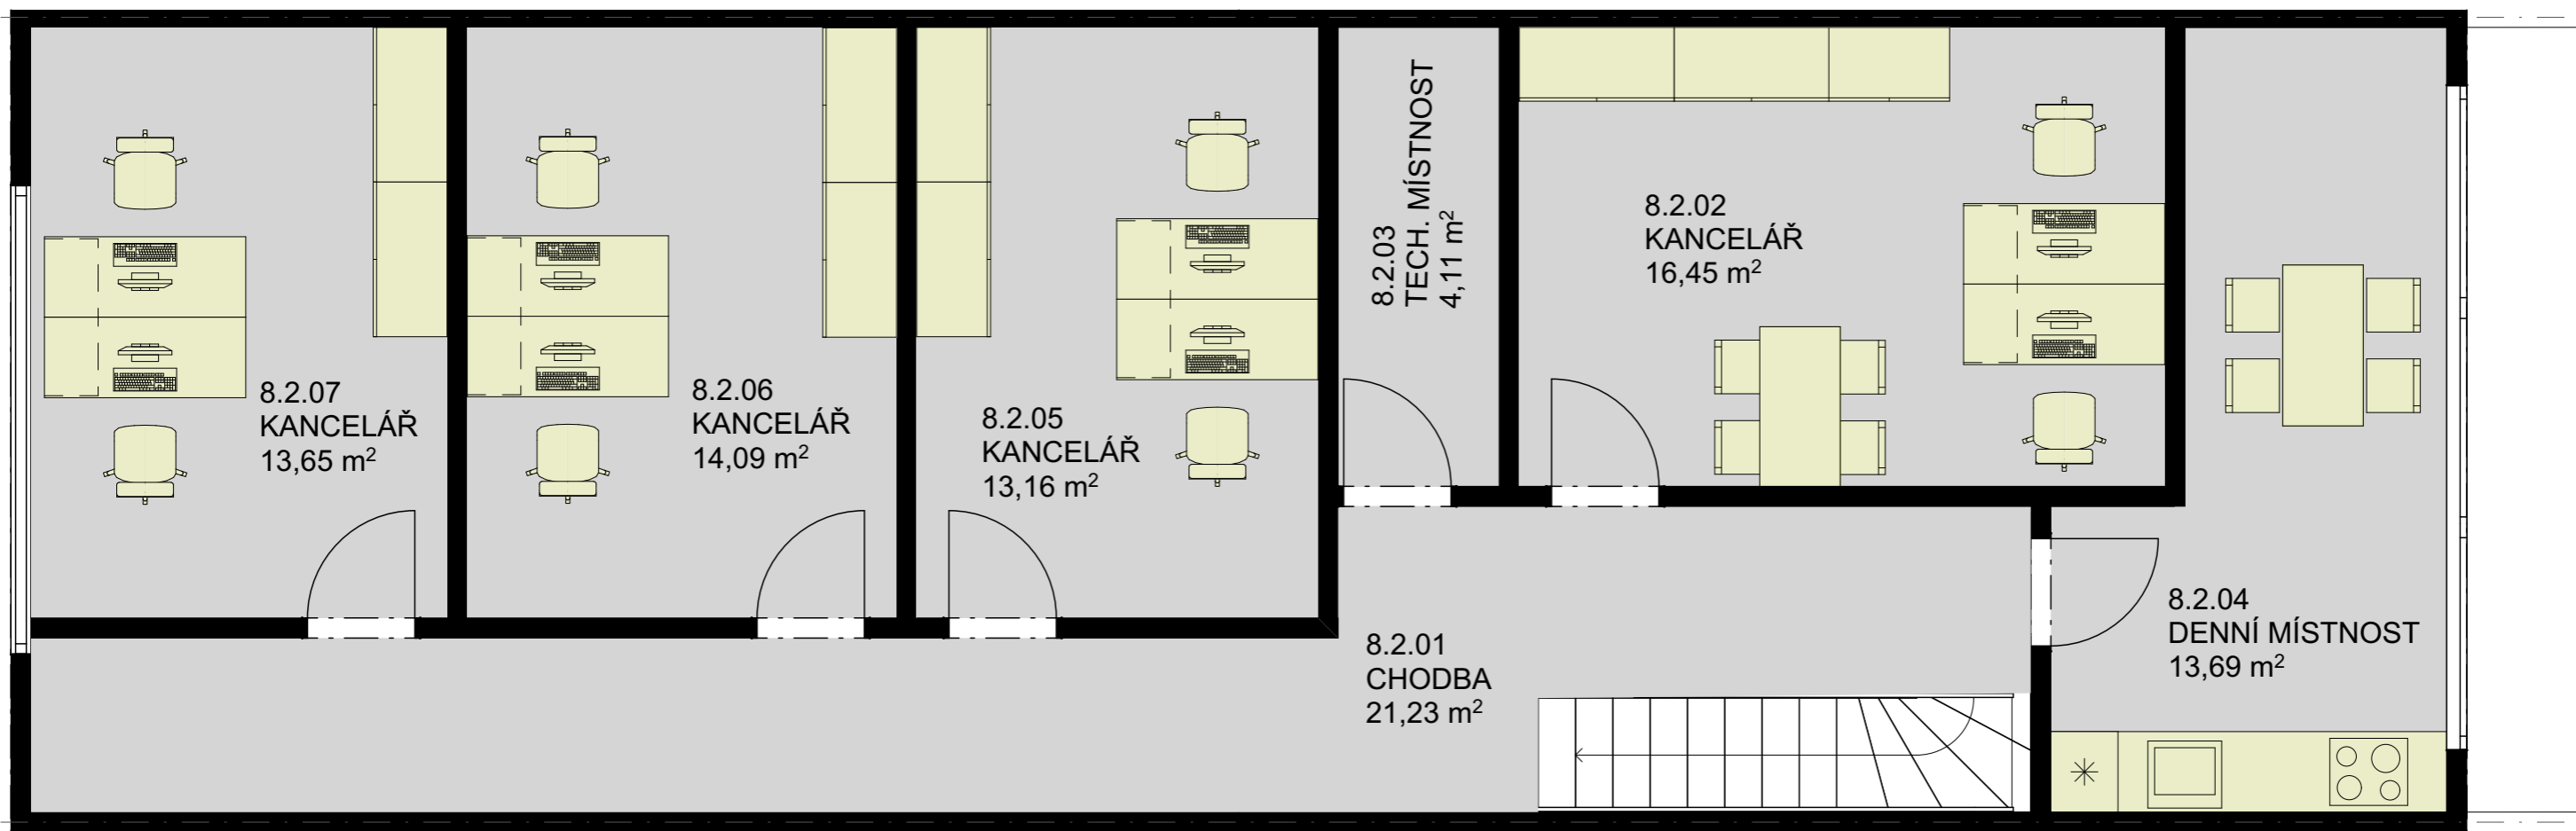 8.2.07
KANCELÁŘ
13,65 m²
8.2.06
KANCELÁŘ
14,09 m²
8.2.05
KANCELÁŘ
13,16 m²
8.2.03
TECH. MÍSTNOST
4,11 m²
8.2.02
KANCELÁŘ
16,45 m²
8.2.01
CHODBA
21,23 m²
8.2.04
DENNÍ MÍSTNOST
13,69 m²